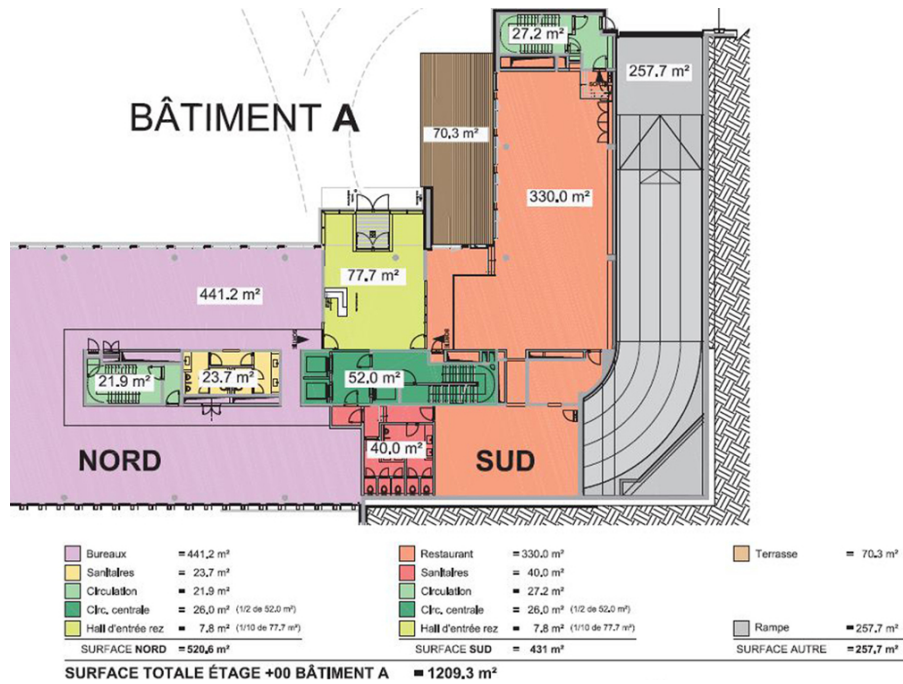 27.2 m²
257.7 m²
BÂTIMENT A
70.3 m²
330.0 m²
77.7 m²
441.2 m²
21.9 m²
23.7 m²
52.0 m²
40.0 m²
NORD
SUD
Bureaux = 441.2 m²
Sanitaires = 23.7 m²
Circulation = 21.9 m²
Circ. centrale = 26.0 m² (1/2 de 52.0 m²)
Hall d'entrée rez = 7.8 m² (1/10 de 77.7 m²)
SURFACE NORD = 520.6 m²
Restaurant = 330.0 m²
Sanitaires = 40.0 m²
Circulation = 27.2 m²
Circ. centrale = 26.0 m² (1/2 de 52.0 m²)
Hall d'entrée rez = 7.8 m² (1/10 de 77.7 m²)
SURFACE SUD = 431 m²
Terrasse = 70.3 m²
Rampe = 257.7 m²
SURFACE AUTRE = 257.7 m²
SURFACE TOTALE ÉTAGE +00 BÂTIMENT A = 1209.3 m²